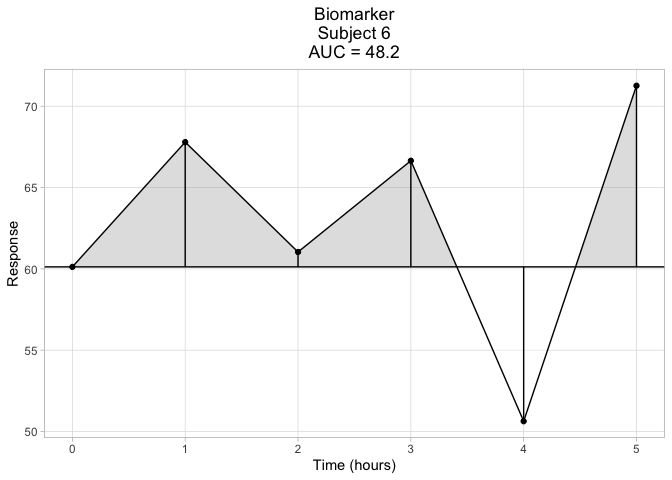 Biomarker
Subject 6
AUC = 48.2
70
65
60
55
50
Response
0 1 2 3 4 5
Time (hours)